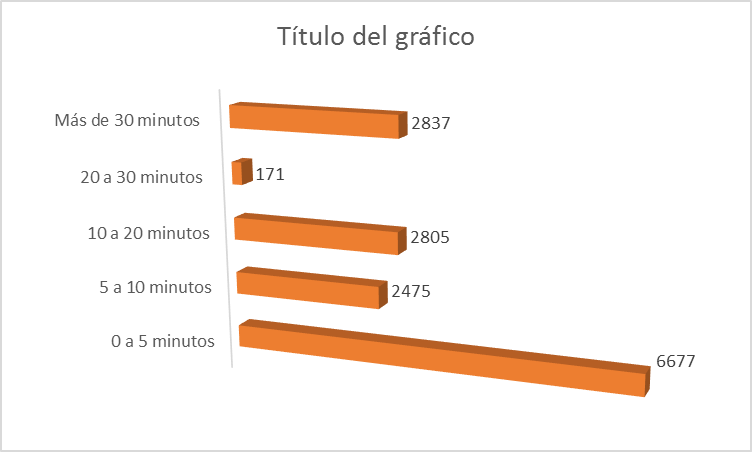 Título del gráfico
Más de 30 minutos 2837
20 a 30 minutos 171
10 a 20 minutos 2805
5 a 10 minutos 2475
0 a 5 minutos 6677